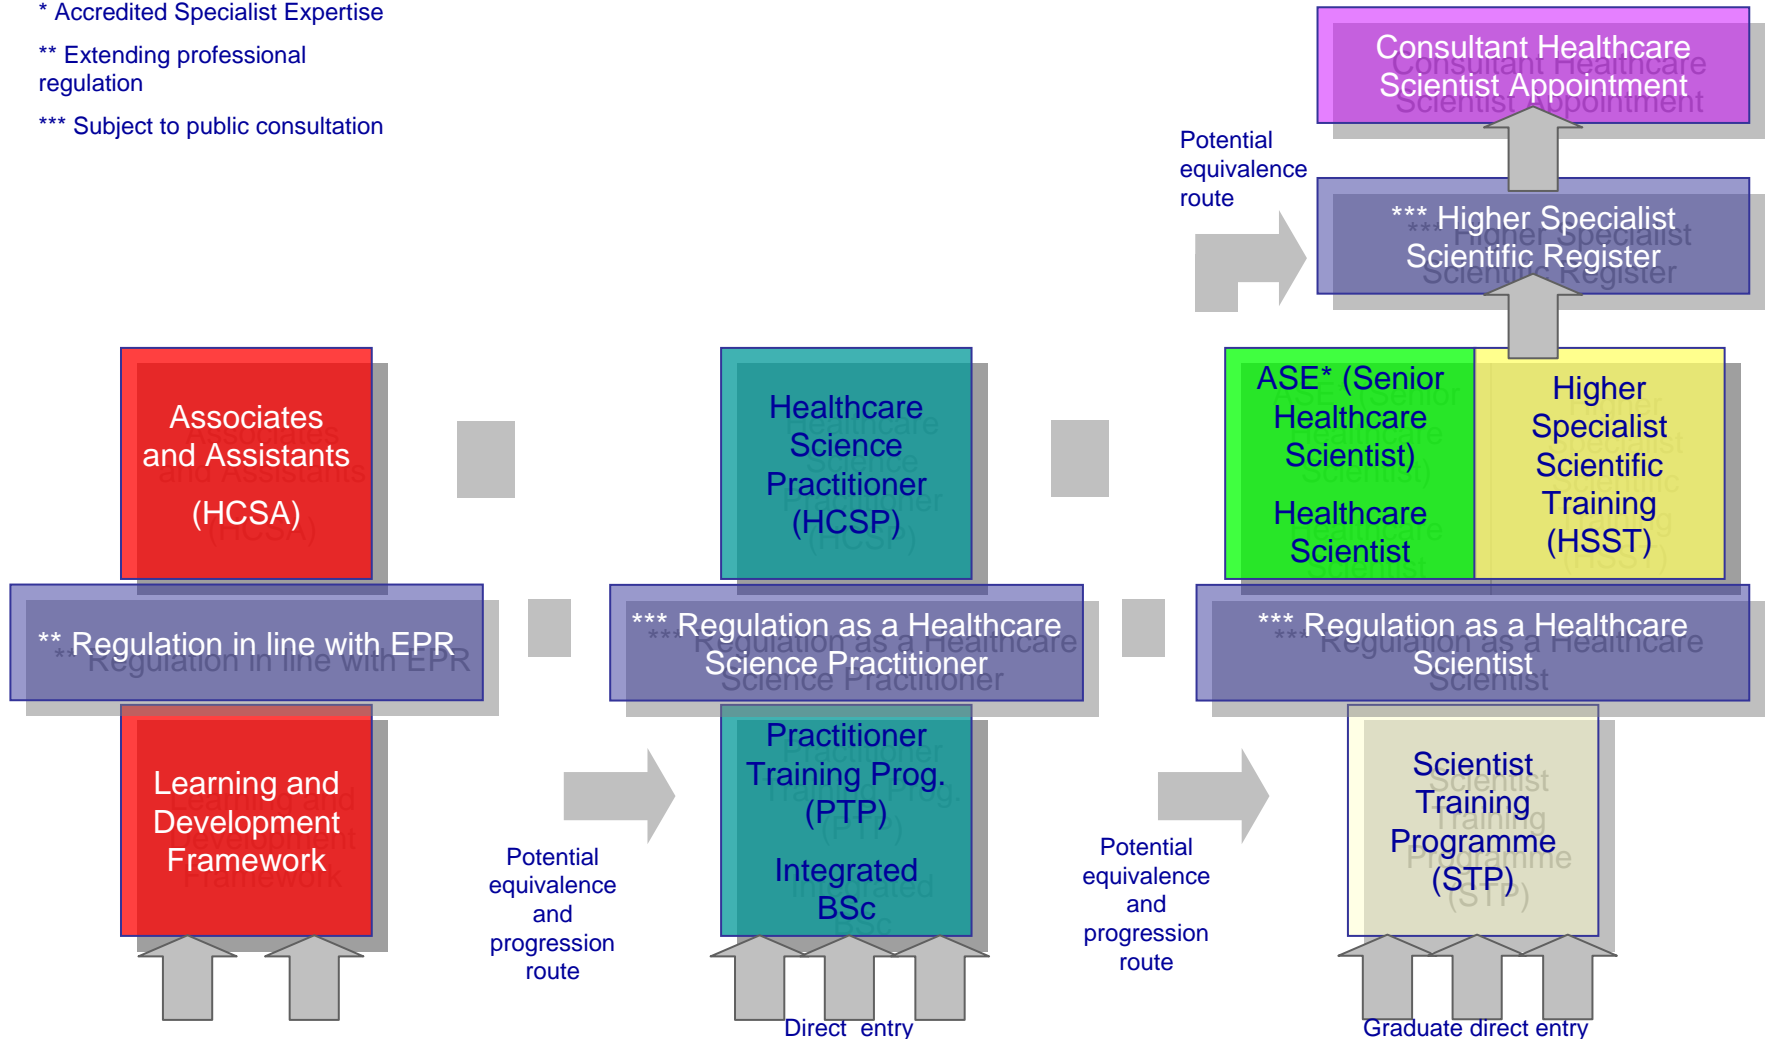 * Accredited Specialist Expertise
** Extending professional
regulation
*** Subject to public consultation
Consultant Healthcare
Scientist Appointment
Potential
equivalence
route
*** Higher Specialist
Scientific Register
Associates
and Assistants
(HCSA)
Healthcare
Science
Practitioner
(HCSP)
ASE* (Senior
Healthcare
Scientist)
Healthcare
Scientist
Higher
Specialist
Scientific
Training
(HSST)
** Regulation in line with EPR
*** Regulation as a Healthcare
Science Practitioner
*** Regulation as a Healthcare
Scientist
Learning and
Development
Framework
Potential
equivalence
and
progression
route
Practitioner
Training Prog.
(PTP)
Integrated
BSc
Potential
equivalence
and
progression
route
Scientist
Training
Programme
(STP)
Direct entry
Graduate direct entry